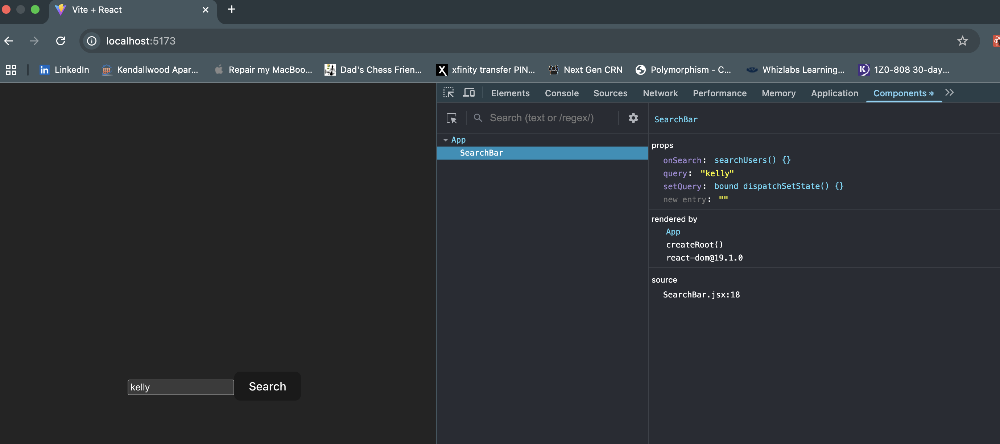 Vite + React
localhost:5173
LinkedIn Kendallwood Apar... Repair my MacBoo... Dad's Chess Frien... xfinity transfer PIN... Next Gen CRN Polymorphism - C... Whizlabs Learning... 1Z0-808 30-day...
Elements Console Sources Network Performance Memory Application Components
Search (text or /regex/)
App
SearchBar
SearchBar
props
onSearch: searchUsers() {}
query: "kelly"
setQuery: bound dispatchSetState() {}
new entry: ""
rendered by
App
createRoot()
react-dom@19.1.0
source
SearchBar.jsx:18
kelly Search